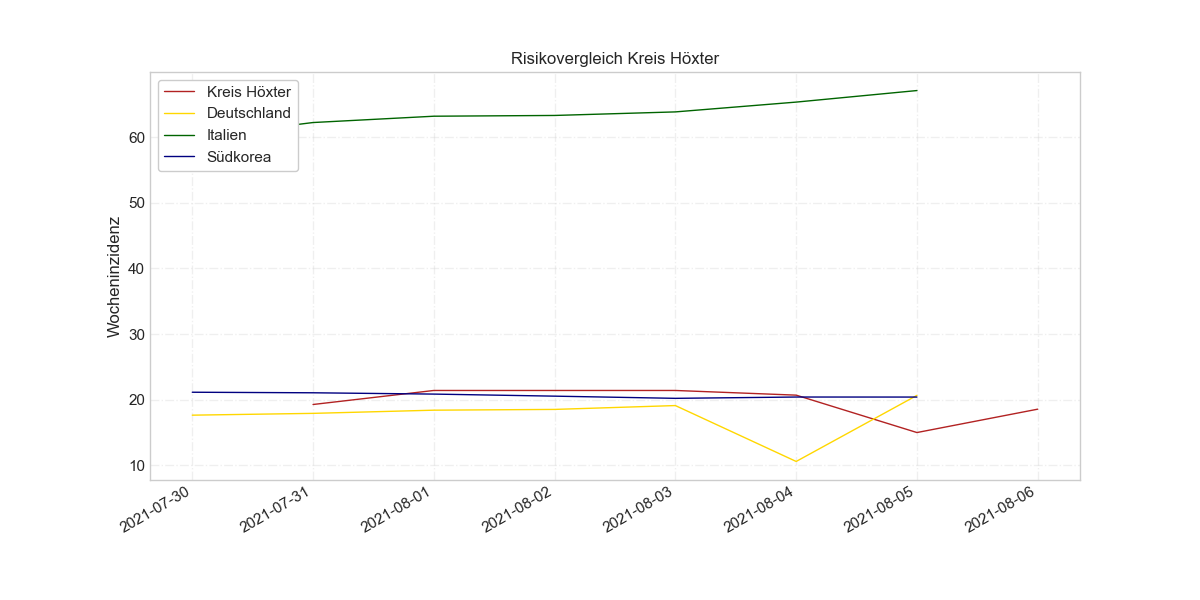 Risikovergleich Kreis Höxter
Kreis Höxter
Deutschland
Italien
Südkorea
Wocheninzidenz
60
50
40
30
20
10
2021-07-30
2021-07-31
2021-08-01
2021-08-02
2021-08-03
2021-08-04
2021-08-05
2021-08-06